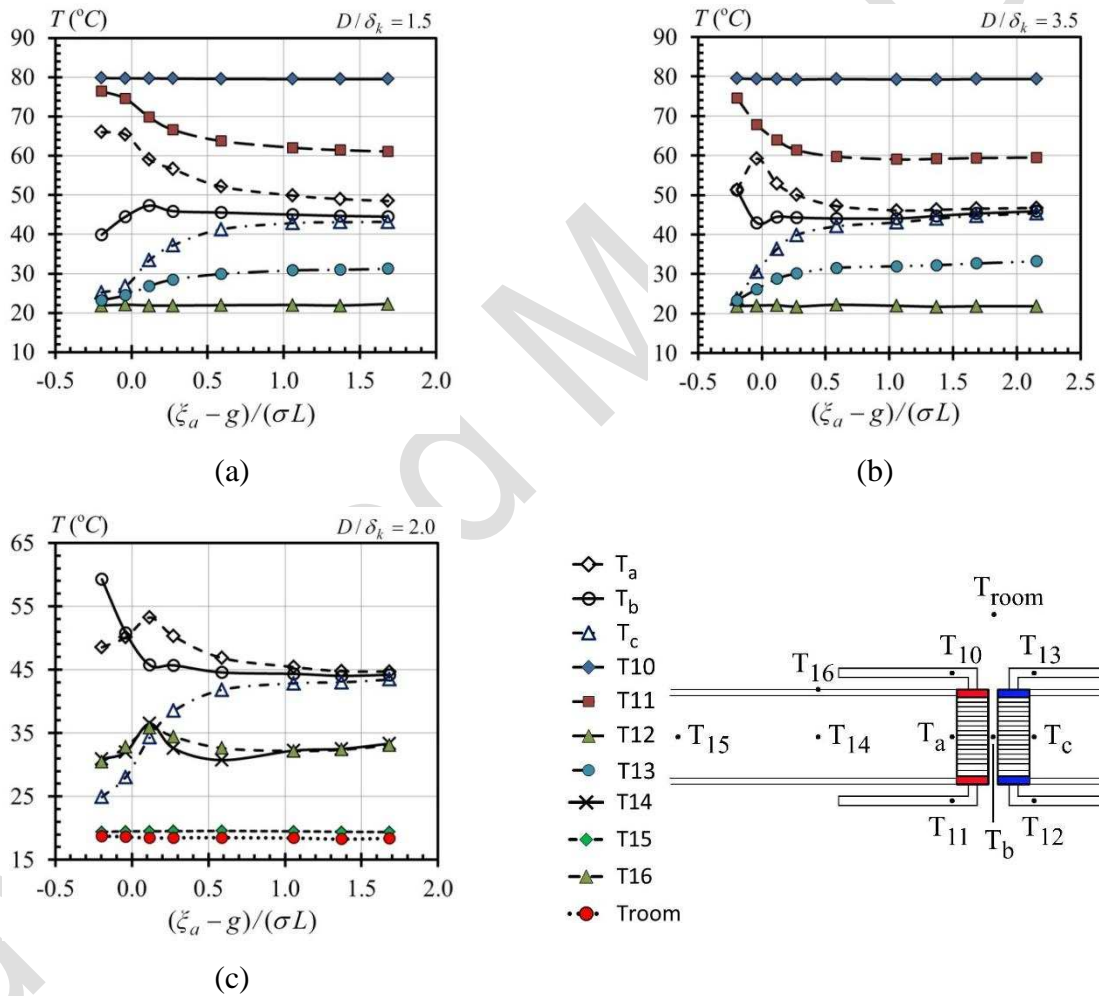 T (°C)
D/δk = 1.5
90
80
70
60
50
40
30
20
10
-0.5 0.0 0.5 1.0 1.5 2.0
(ξa − g)/(σL)
(a)
T (°C)
D/δk = 3.5
90
80
70
60
50
40
30
20
10
-0.5 0.0 0.5 1.0 1.5 2.0 2.5
(ξa − g)/(σL)
(b)
T (°C)
D/δk = 2.0
65
55
45
35
25
15
-0.5 0.0 0.5 1.0 1.5 2.0
(ξa − g)/(σL)
(c)
Ta
Tb
Tc
T10
T11
T12
T13
T14
T15
T16
Troom
Troom
T10 T13
T16
T15 T14 Ta Tc
T11 Tb T12